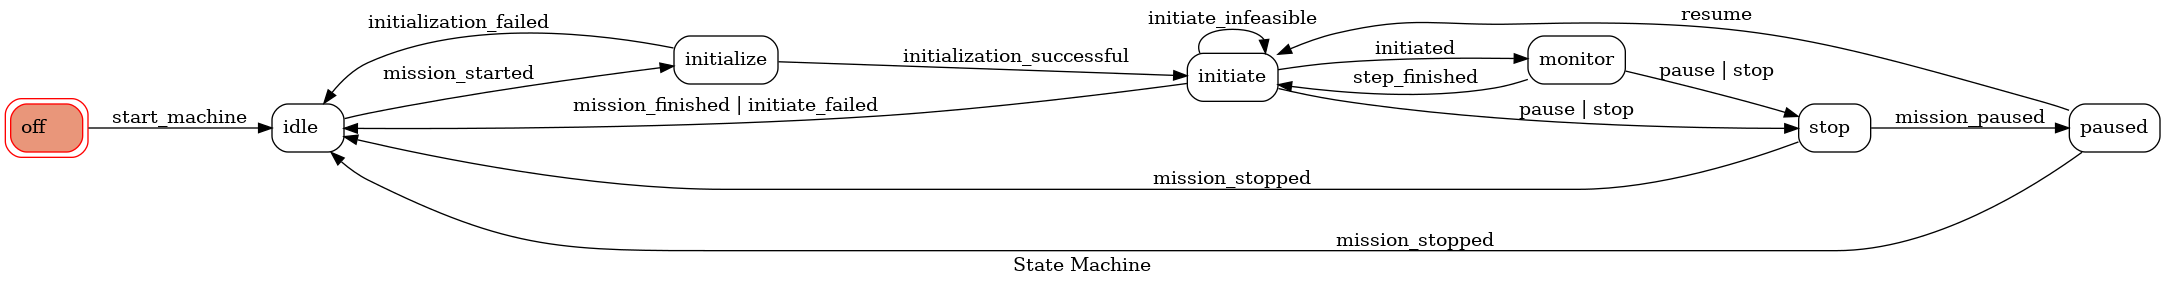 initialization_failed
initiate_infeasible
resume
mission_started
initialize
initialization_successful
initiate
initiated
monitor
step_finished
pause | stop
off
start_machine
idle
mission_finished | initiate_failed
pause | stop
stop
mission_paused
paused
mission_stopped
mission_stopped
State Machine